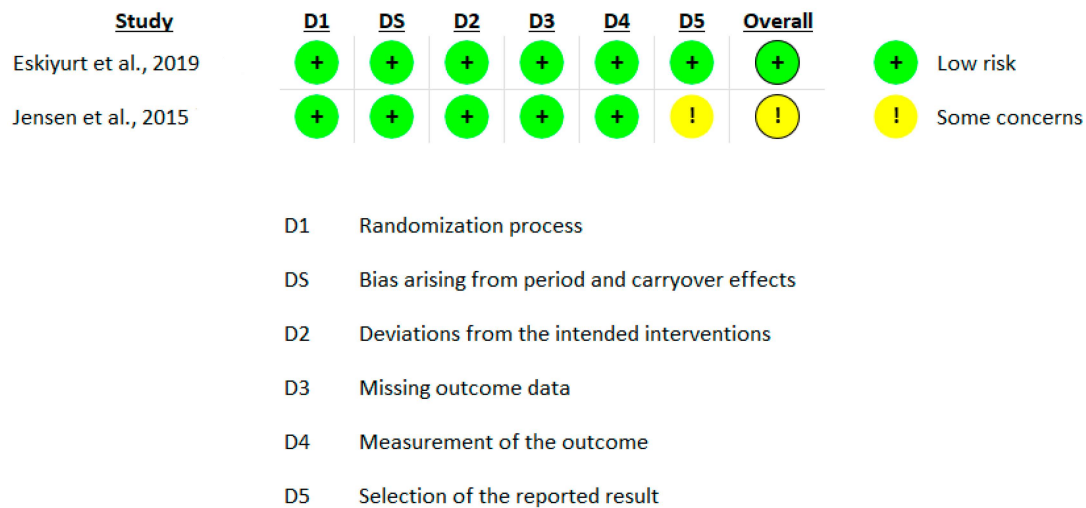 Study D1 DS D2 D3 D4 D5 Overall
Eskiyurt et al., 2019 + + + + + + + + Low risk
Jensen et al., 2015 + + + + + ! ! ! Some concerns
D1 Randomization process
DS Bias arising from period and carryover effects
D2 Deviations from the intended interventions
D3 Missing outcome data
D4 Measurement of the outcome
D5 Selection of the reported result